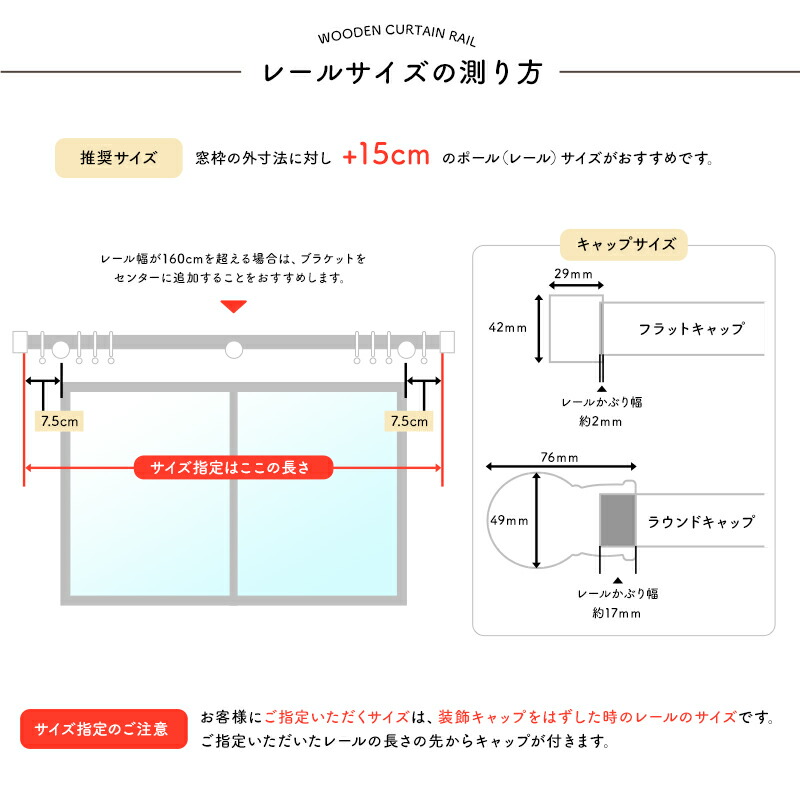 WOODEN CURTAIN RAIL
レールサイズの測り方
推奨サイズ
窓枠の外寸法に対し +15cm のポール(レール)サイズがおすすめです。
レール幅が160cmを超える場合は、ブラケットを
センターに追加することをおすすめします。
7.5cm
7.5cm
サイズ指定はここの長さ
キャップサイズ
29mm
42mm
フラットキャップ
レールかぶり幅
約2mm
76mm
49mm
ラウンドキャップ
レールかぶり幅
約17mm
サイズ指定のご注意
お客様にご指定いただくサイズは、装飾キャップをはずした時のレールのサイズです。
ご指定いただいたレールの長さの先からキャップが付きます。